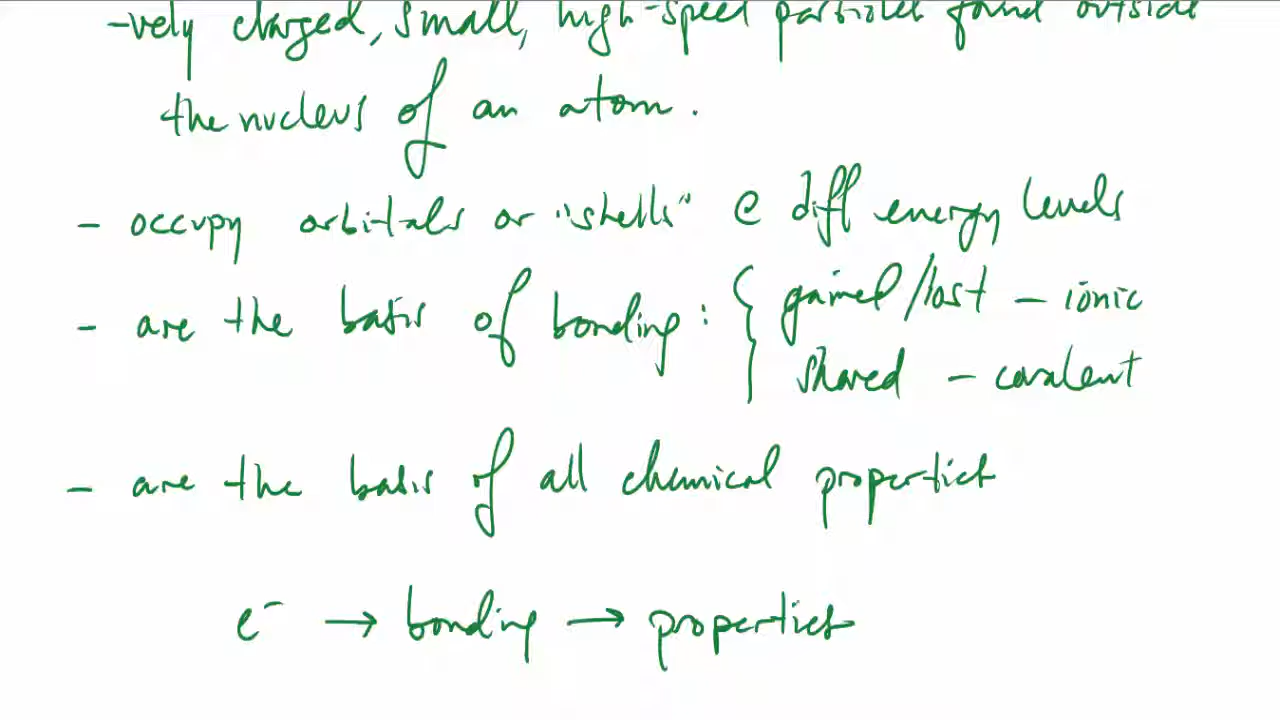 -vely charged, small, high-speed particles found outside
the nucleus of an atom.
- occupy orbitals or "shells" @ diff energy levels
- are the basis of bonding: { gained/lost - ionic
shared - covalent
- are the basis of all chemical properties
e⁻ → bonding → properties